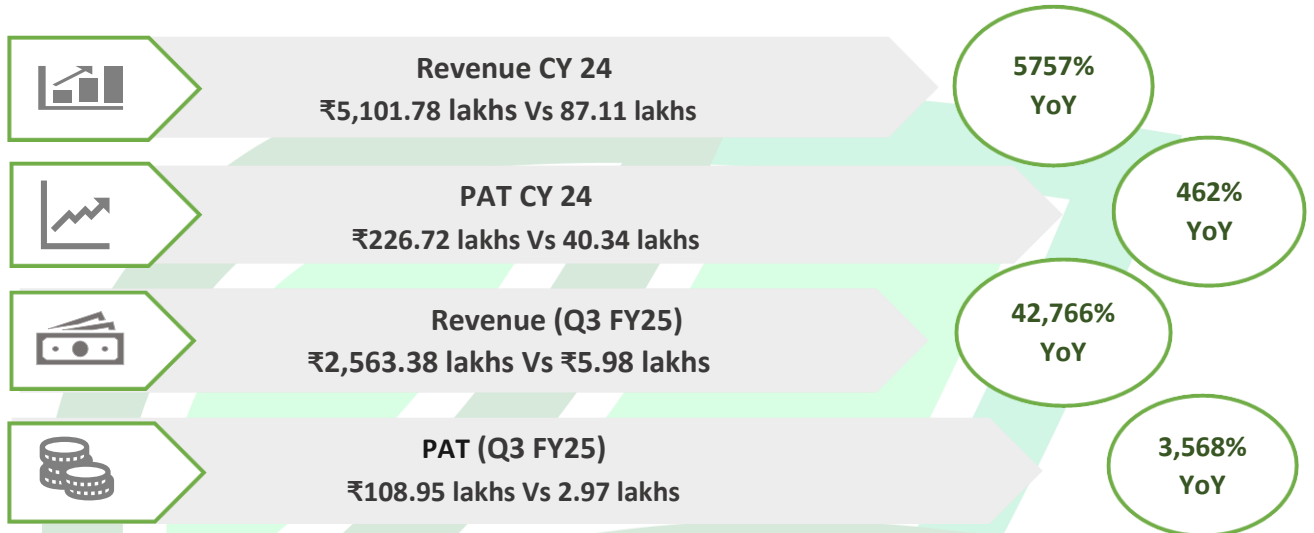 Revenue CY 24
₹5,101.78 lakhs Vs 87.11 lakhs
5757%
YoY
PAT CY 24
₹226.72 lakhs Vs 40.34 lakhs
462%
YoY
Revenue (Q3 FY25)
₹2,563.38 lakhs Vs ₹5.98 lakhs
42,766%
YoY
PAT (Q3 FY25)
₹108.95 lakhs Vs 2.97 lakhs
3,568%
YoY